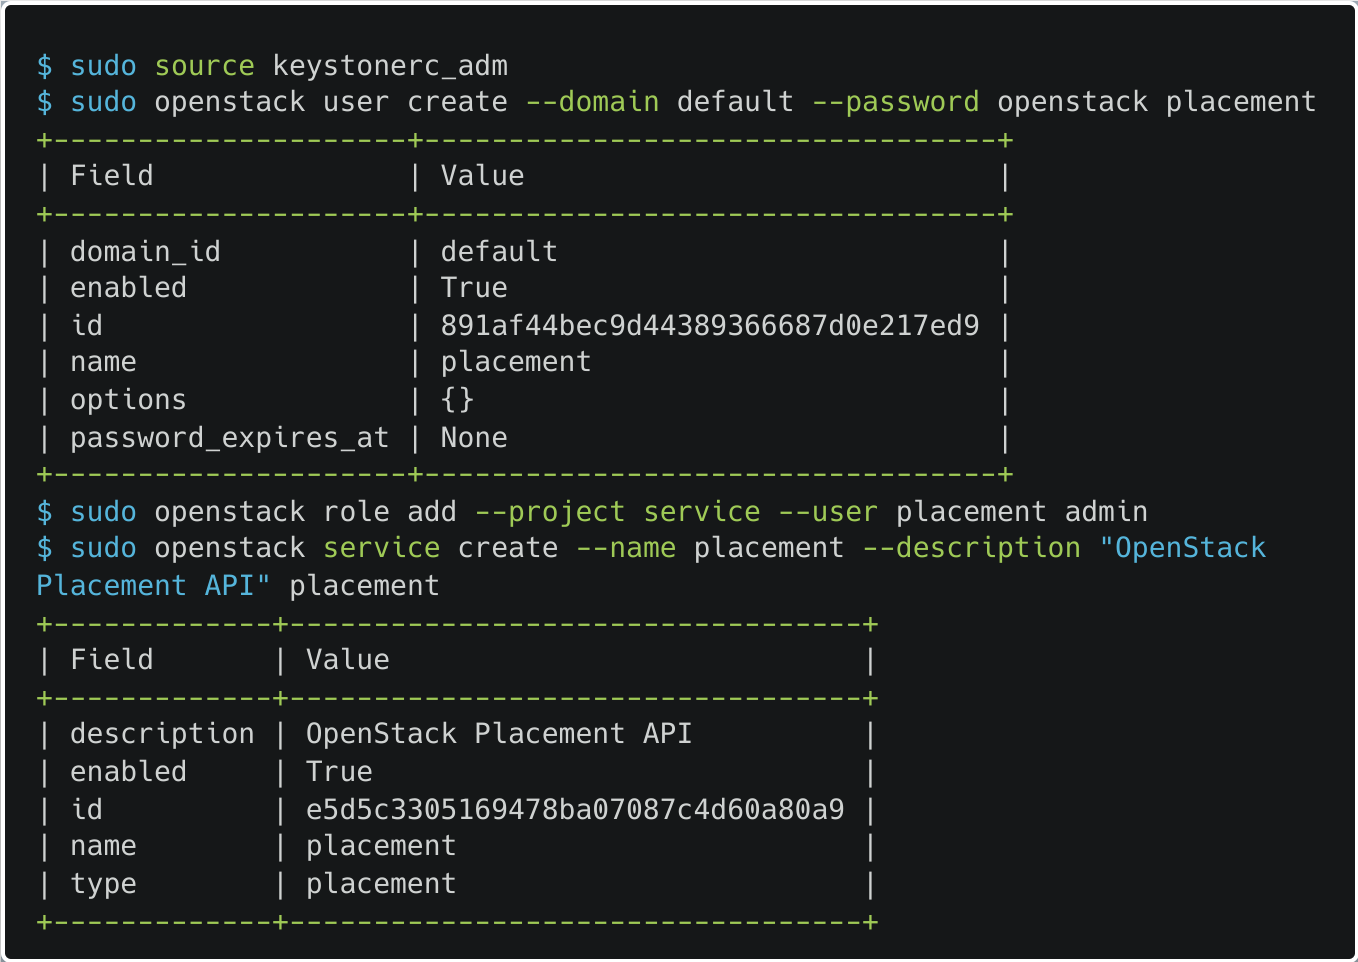 $ sudo source keystonerc_adm
$ sudo openstack user create --domain default --password openstack placement
+---------------------+----------------------------------+
| Field               | Value                            |
+---------------------+----------------------------------+
| domain_id           | default                          |
| enabled             | True                             |
| id                  | 891af44bec9d44389366687d0e217ed9 |
| name                | placement                        |
| options             | {}                               |
| password_expires_at | None                             |
+---------------------+----------------------------------+
$ sudo openstack role add --project service --user placement admin
$ sudo openstack service create --name placement --description "OpenStack
Placement API" placement
+-------------+----------------------------------+
| Field       | Value                            |
+-------------+----------------------------------+
| description | OpenStack Placement API          |
| enabled     | True                             |
| id          | e5d5c3305169478ba07087c4d60a80a9 |
| name        | placement                        |
| type        | placement                        |
+-------------+----------------------------------+